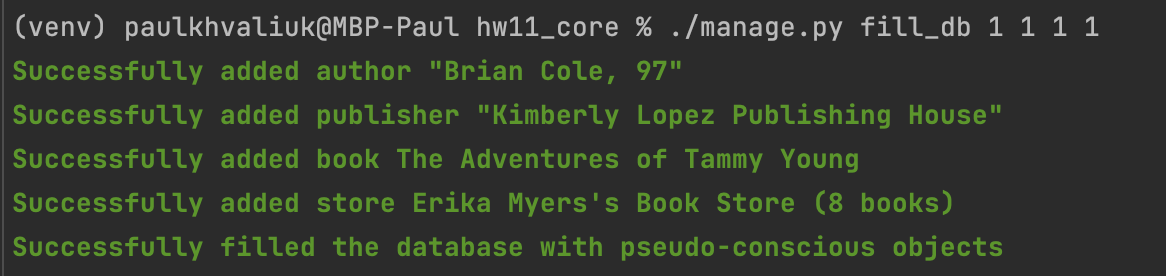 (venv) paulkhvaliuk@MBP-Paul hw11_core % ./manage.py fill_db 1 1 1 1
Successfully added author "Brian Cole, 97"
Successfully added publisher "Kimberly Lopez Publishing House"
Successfully added book The Adventures of Tammy Young
Successfully added store Erika Myers's Book Store (8 books)
Successfully filled the database with pseudo-conscious objects